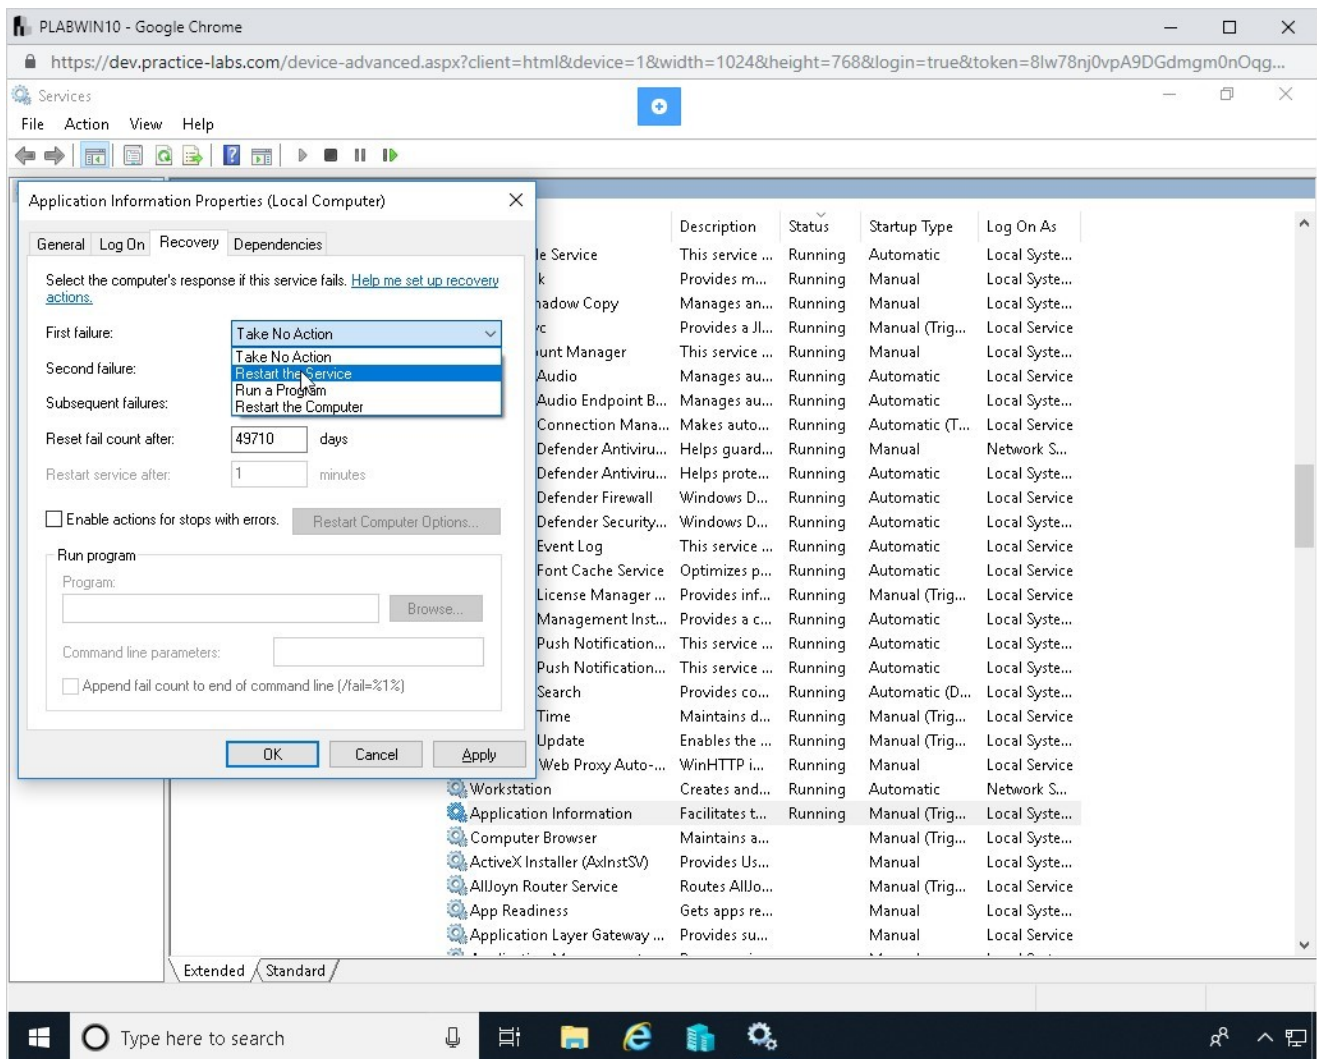 PLABWIN10 - Google Chrome
https://dev.practice-labs.com/device-advanced.aspx?client=html&device=1&width=1024&height=768&login=true&token=8lw78nj0vpA9DGdmgm0nOqg...
Services
File Action View Help
Application Information Properties (Local Computer)
General Log On Recovery Dependencies
Select the computer's response if this service fails. Help me set up recovery
actions.
First failure: Take No Action
Take No Action
Second failure: Restart the Service
Run a Program
Subsequent failures: Restart the Computer
Reset fail count after: 49710 days
Restart service after: 1 minutes
Enable actions for stops with errors. Restart Computer Options...
Run program
Program:
Browse...
Command line parameters:
Append fail count to end of command line (/fail=%1%)
OK Cancel Apply
Description Status Startup Type Log On As
le Service This service ... Running Automatic Local Syste...
k Provides m... Running Manual Local Syste...
hadow Copy Manages an... Running Manual Local Syste...
Provides a Jl... Running Manual (Trig... Local Service
unt Manager This service ... Running Manual Local Syste...
Audio Manages au... Running Automatic Local Service
Audio Endpoint B... Manages au... Running Automatic Local Syste...
Connection Mana... Makes auto... Running Automatic (T... Local Service
Defender Antiviru... Helps guard... Running Manual Network S...
Defender Antiviru... Helps prote... Running Automatic Local Syste...
Defender Firewall Windows D... Running Automatic Local Service
Defender Security... Windows D... Running Automatic Local Syste...
Event Log This service ... Running Automatic Local Service
Font Cache Service Optimizes p... Running Automatic Local Service
License Manager ... Provides inf... Running Manual (Trig... Local Service
Management Inst... Provides a c... Running Automatic Local Syste...
Push Notification... This service ... Running Automatic Local Syste...
Push Notification... This service ... Running Automatic Local Syste...
Search Provides co... Running Automatic (D... Local Syste...
Time Maintains d... Running Manual (Trig... Local Service
Update Enables the ... Running Manual (Trig... Local Syste...
Web Proxy Auto-... WinHTTP i... Running Manual Local Service
Workstation Creates and... Running Automatic Network S...
Application Information Facilitates t... Running Manual (Trig... Local Syste...
Computer Browser Maintains a... Manual (Trig... Local Syste...
ActiveX Installer (AxInstSV) Provides Us... Manual Local Syste...
AllJoyn Router Service Routes AllJo... Manual (Trig... Local Service
App Readiness Gets apps re... Manual Local Syste...
Application Layer Gateway ... Provides su... Manual Local Service
Extended Standard
Type here to search